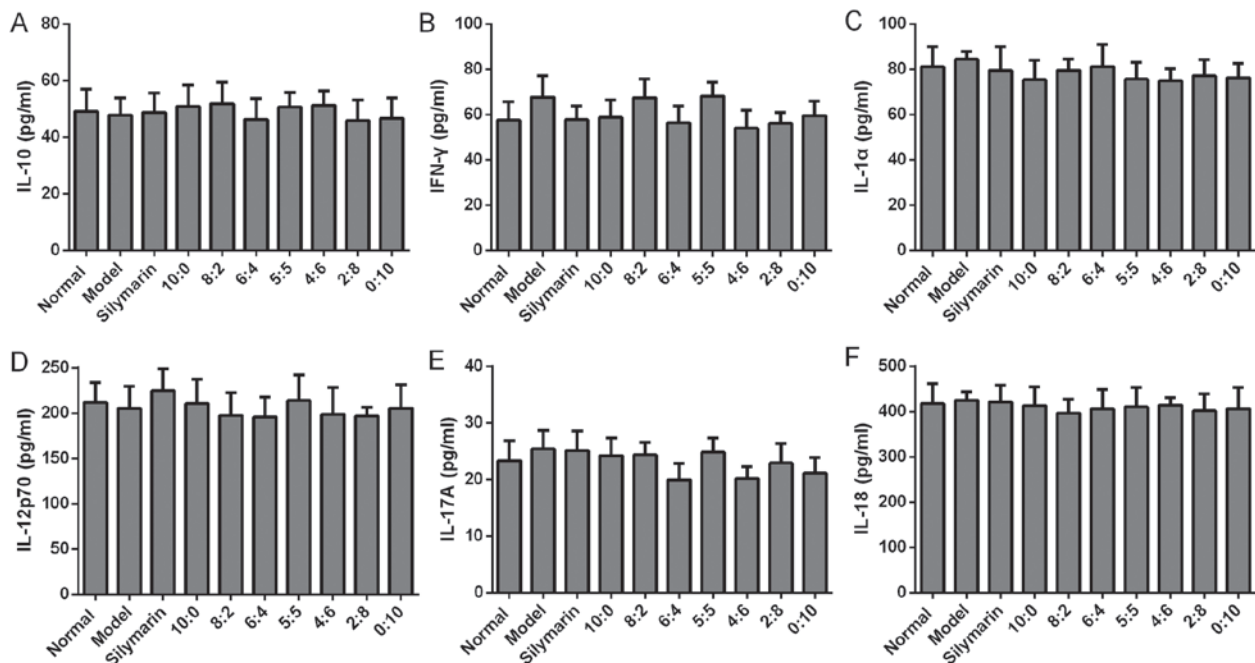 A
IL-10 (pg/ml)
80
60
40
20
0
Normal
Model
Silymarin
10:0
8:2
6:4
5:5
4:6
2:8
0:10
B
IFN-γ (pg/ml)
100
80
60
40
20
0
Normal
Model
Silymarin
10:0
8:2
6:4
5:5
4:6
2:8
0:10
C
IL-1α (pg/ml)
100
80
60
40
20
0
Normal
Model
Silymarin
10:0
8:2
6:4
5:5
4:6
2:8
0:10
D
IL-12p70 (pg/ml)
250
200
150
100
50
0
Normal
Model
Silymarin
10:0
8:2
6:4
5:5
4:6
2:8
0:10
E
IL-17A (pg/ml)
40
30
20
10
0
Normal
Model
Silymarin
10:0
8:2
6:4
5:5
4:6
2:8
0:10
F
IL-18 (pg/ml)
500
400
300
200
100
0
Normal
Model
Silymarin
10:0
8:2
6:4
5:5
4:6
2:8
0:10